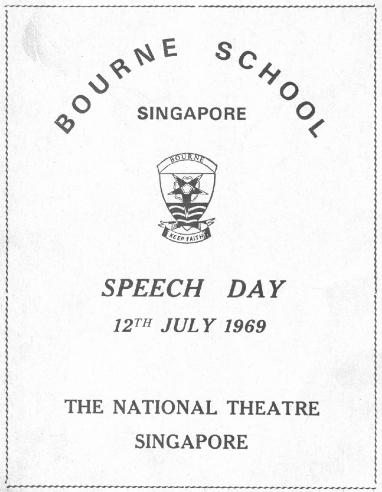 BOURNE SCHOOL
SINGAPORE
BOURNE
KEEP FAITH
SPEECH DAY
12TH JULY 1969
THE NATIONAL THEATRE
SINGAPORE